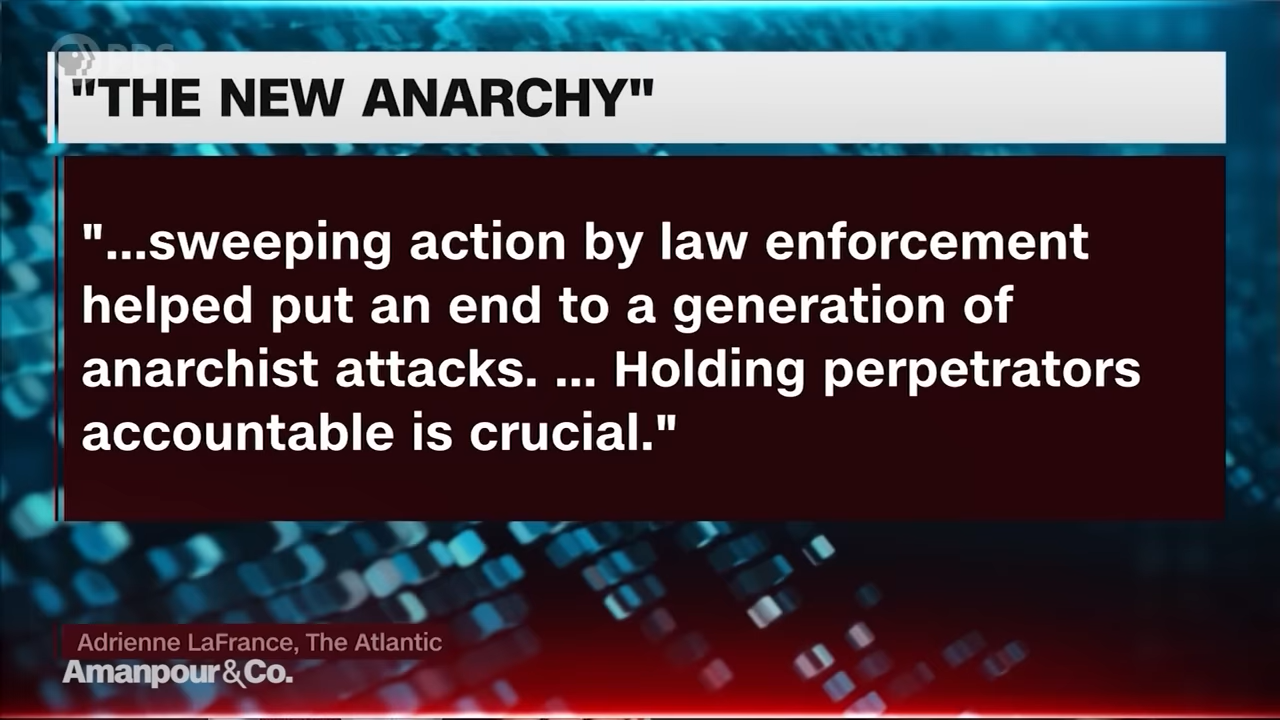 PBS
"THE NEW ANARCHY"
"...sweeping action by law enforcement
helped put an end to a generation of
anarchist attacks. ... Holding perpetrators
accountable is crucial."
Adrienne LaFrance, The Atlantic
Amanpour&Co.